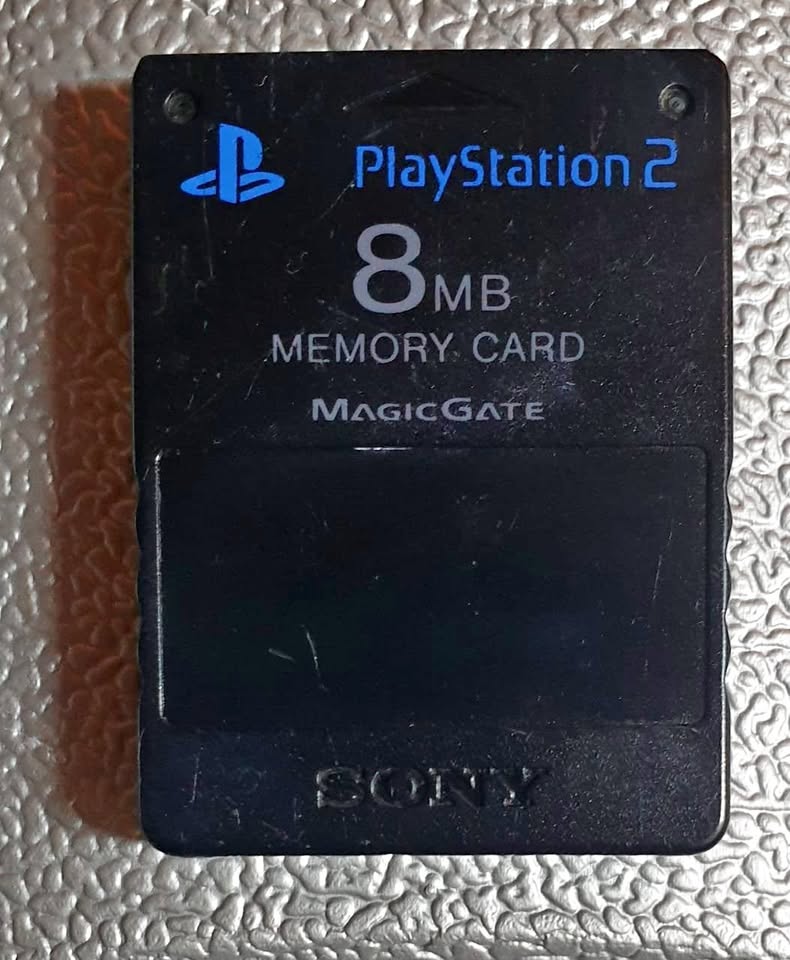 PlayStation 2
8MB
MEMORY CARD
MAGICGATE
SONY